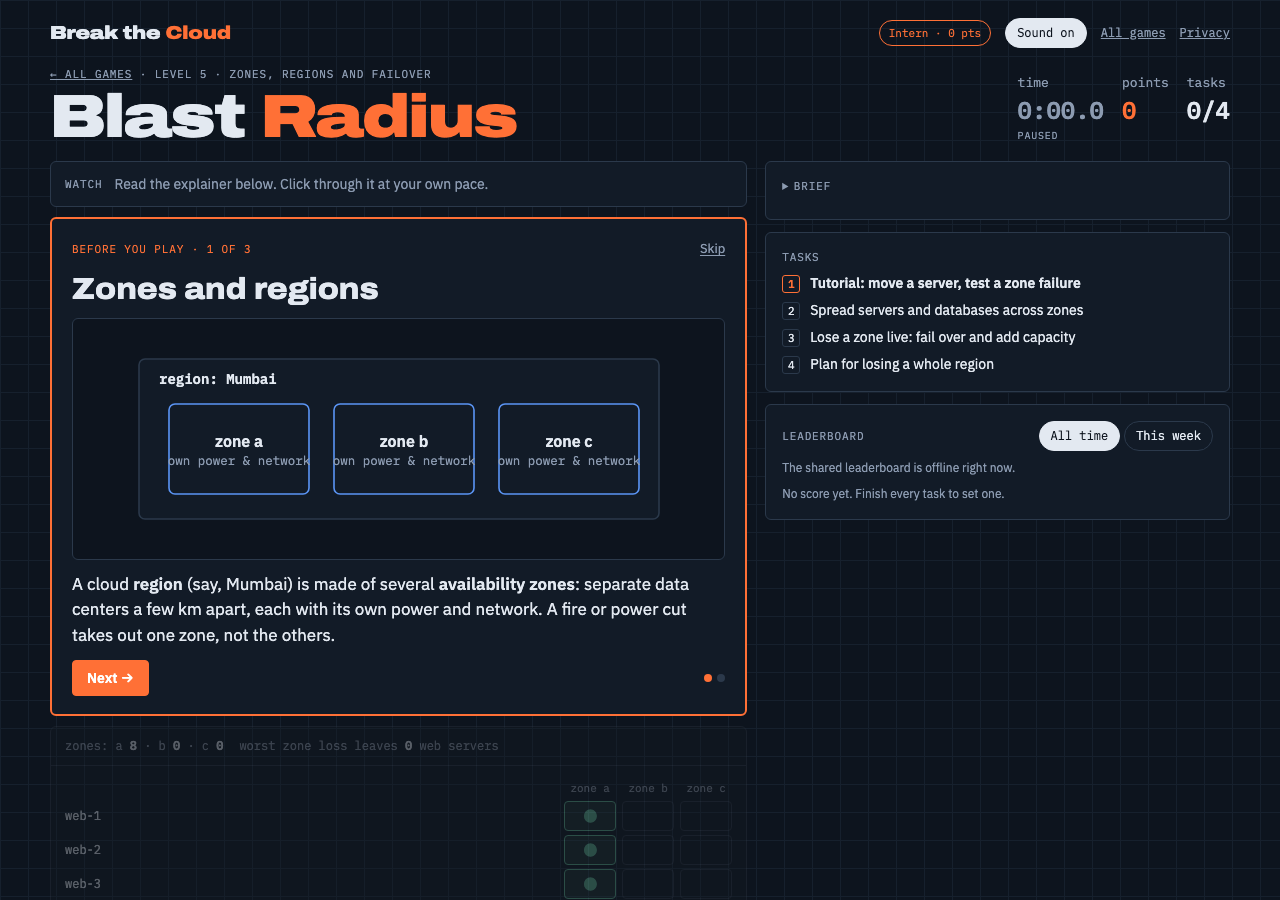 Break the Cloud
Intern · 0 pts
Sound on
All games
Privacy
← ALL GAMES · LEVEL 5 · ZONES, REGIONS AND FAILOVER
Blast Radius
time
points
tasks
0:00.0
0
0/4
PAUSED
WATCH Read the explainer below. Click through it at your own pace.
BEFORE YOU PLAY · 1 OF 3
Skip
Zones and regions
region: Mumbai
zone a
zone b
zone c
own power & network
own power & network
own power & network
A cloud region (say, Mumbai) is made of several availability zones: separate data
centers a few km apart, each with its own power and network. A fire or power cut
takes out one zone, not the others.
Next →
zones: a 8 · b 0 · c 0 worst zone loss leaves 0 web servers
zone a
zone b
zone c
web-1
web-2
web-3
▶ BRIEF
TASKS
1 Tutorial: move a server, test a zone failure
2 Spread servers and databases across zones
3 Lose a zone live: fail over and add capacity
4 Plan for losing a whole region
LEADERBOARD
All time
This week
The shared leaderboard is offline right now.
No score yet. Finish every task to set one.